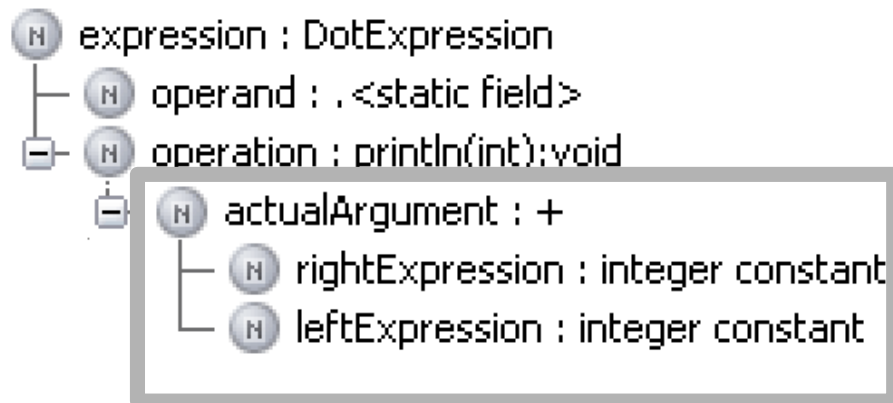 N expression : DotExpression
N operand : .<static field>
N operation : println(int):void
N actualArgument : +
N rightExpression : integer constant
N leftExpression : integer constant